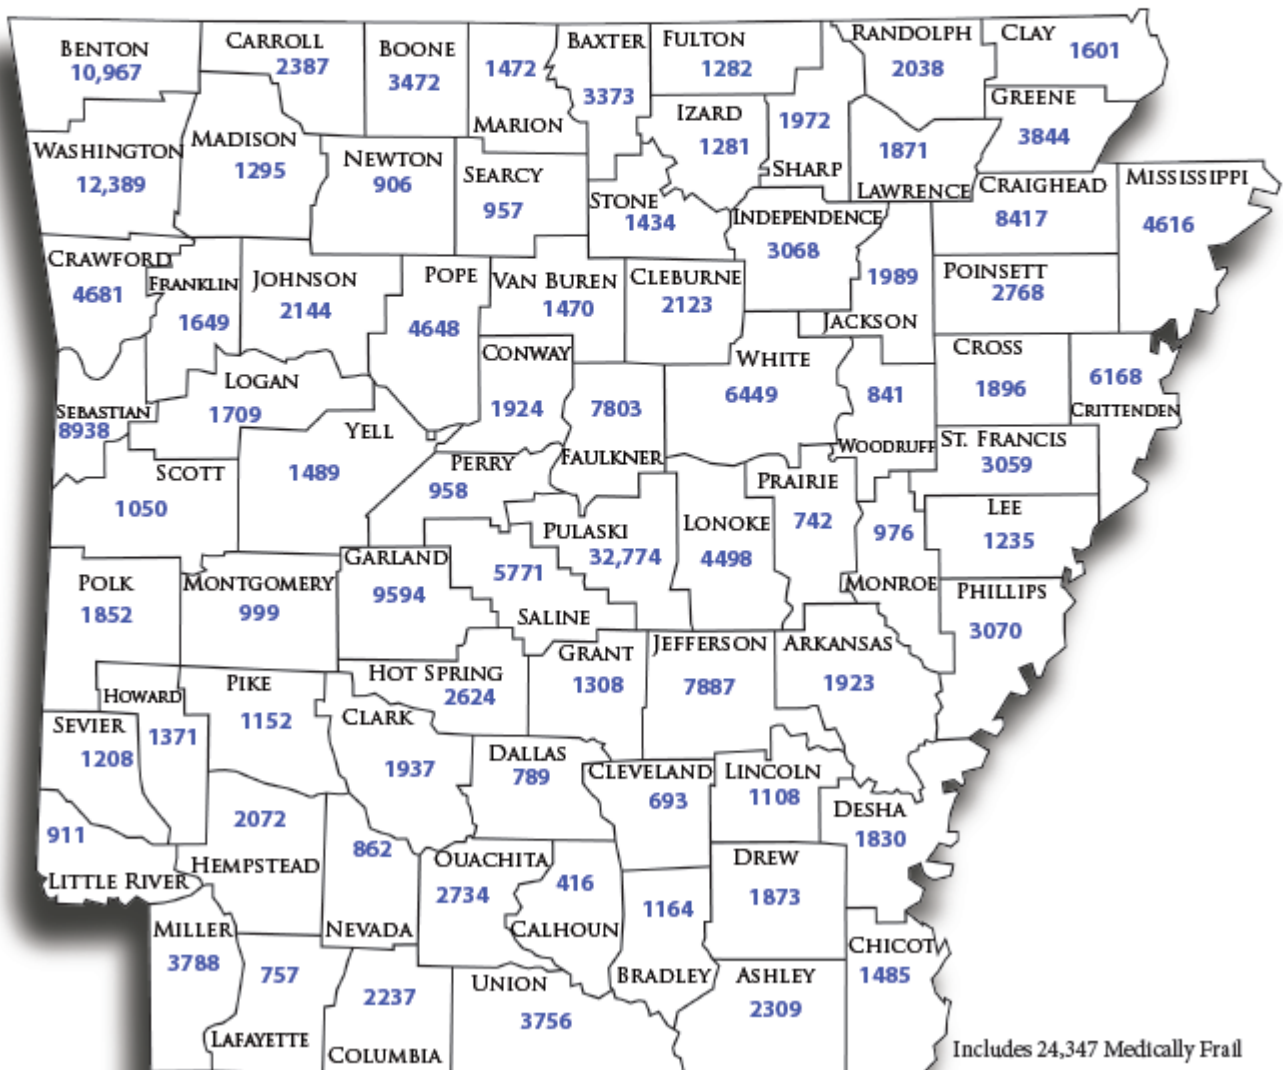 BENTON
10,967
CARROLL
2387
BOONE
3472
1472
MARION
BAXTER
3373
FULTON
1282
RANDOLPH
2038
CLAY
1601
GREENE
3844
IZARD
1281
1972
SHARP
1871
LAWRENCE
WASHINGTON
12,389
MADISON
1295
NEWTON
906
SEARCY
957
STONE
1434
INDEPENDENCE
3068
CRAIGHEAD
8417
MISSISSIPPI
4616
CRAWFORD
4681
FRANKLIN
1649
JOHNSON
2144
POPE
4648
VAN BUREN
1470
CLEBURNE
2123
1989
JACKSON
POINSETT
2768
CONWAY
1924
WHITE
6449
CROSS
1896
6168
CRITTENDEN
LOGAN
1709
SEBASTIAN
8938
YELL
1489
7803
FAULKNER
841
WOODRUFF
ST. FRANCIS
3059
SCOTT
1050
PERRY
958
PRAIRIE
742
LEE
1235
PULASKI
32,774
LONOKE
4498
976
MONROE
GARLAND
9594
5771
SALINE
POLK
1852
MONTGOMERY
999
PHILLIPS
3070
HOT SPRING
2624
GRANT
1308
JEFFERSON
7887
ARKANSAS
1923
HOWARD
1371
PIKE
1152
CLARK
1937
SEVIER
1208
DALLAS
789
CLEVELAND
693
LINCOLN
1108
DESHA
1830
911
LITTLE RIVER
2072
HEMPSTEAD
862
NEVADA
OUACHITA
2734
416
CALHOUN
1164
BRADLEY
DREW
1873
MILLER
3788
757
LAFAYETTE
2237
COLUMBIA
UNION
3756
ASHLEY
2309
CHICOT
1485
Includes 24,347 Medically Frail